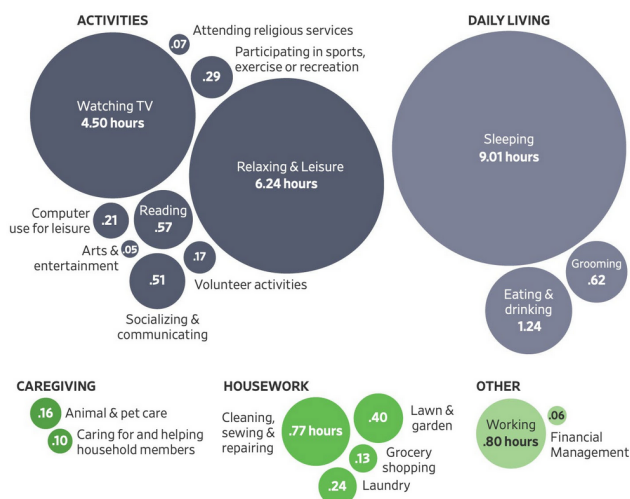 ACTIVITIES
.07
Attending religious services
.29
Participating in sports,
exercise or recreation
Watching TV
4.50 hours
Relaxing & Leisure
6.24 hours
Computer
use for leisure
.21
Reading
.57
Arts &
entertainment
.05
.17
Volunteer activities
.51
Socializing &
communicating
DAILY LIVING
Sleeping
9.01 hours
Grooming
.62
Eating &
drinking
1.24
CAREGIVING
.16
Animal & pet care
.10
Caring for and helping
household members
HOUSEWORK
Cleaning,
sewing &
repairing
.77 hours
.40
Lawn &
garden
.13
Grocery
shopping
.24
Laundry
OTHER
Working
.80 hours
.06
Financial
Management